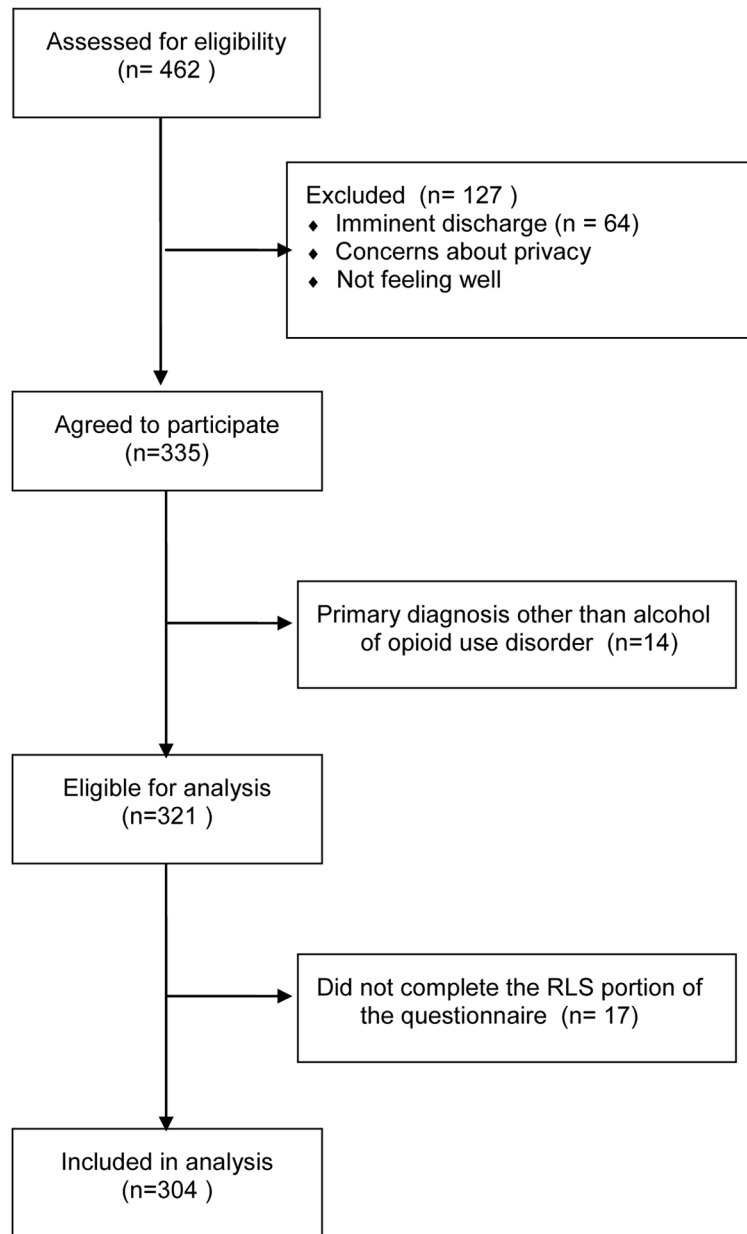 Assessed for eligibility
(n= 462 )
Excluded (n= 127 )
⬧ Imminent discharge (n = 64)
⬧ Concerns about privacy
⬧ Not feeling well
Agreed to participate
(n=335)
Primary diagnosis other than alcohol
of opioid use disorder (n=14)
Eligible for analysis
(n=321 )
Did not complete the RLS portion of
the questionnaire (n= 17)
Included in analysis
(n=304 )